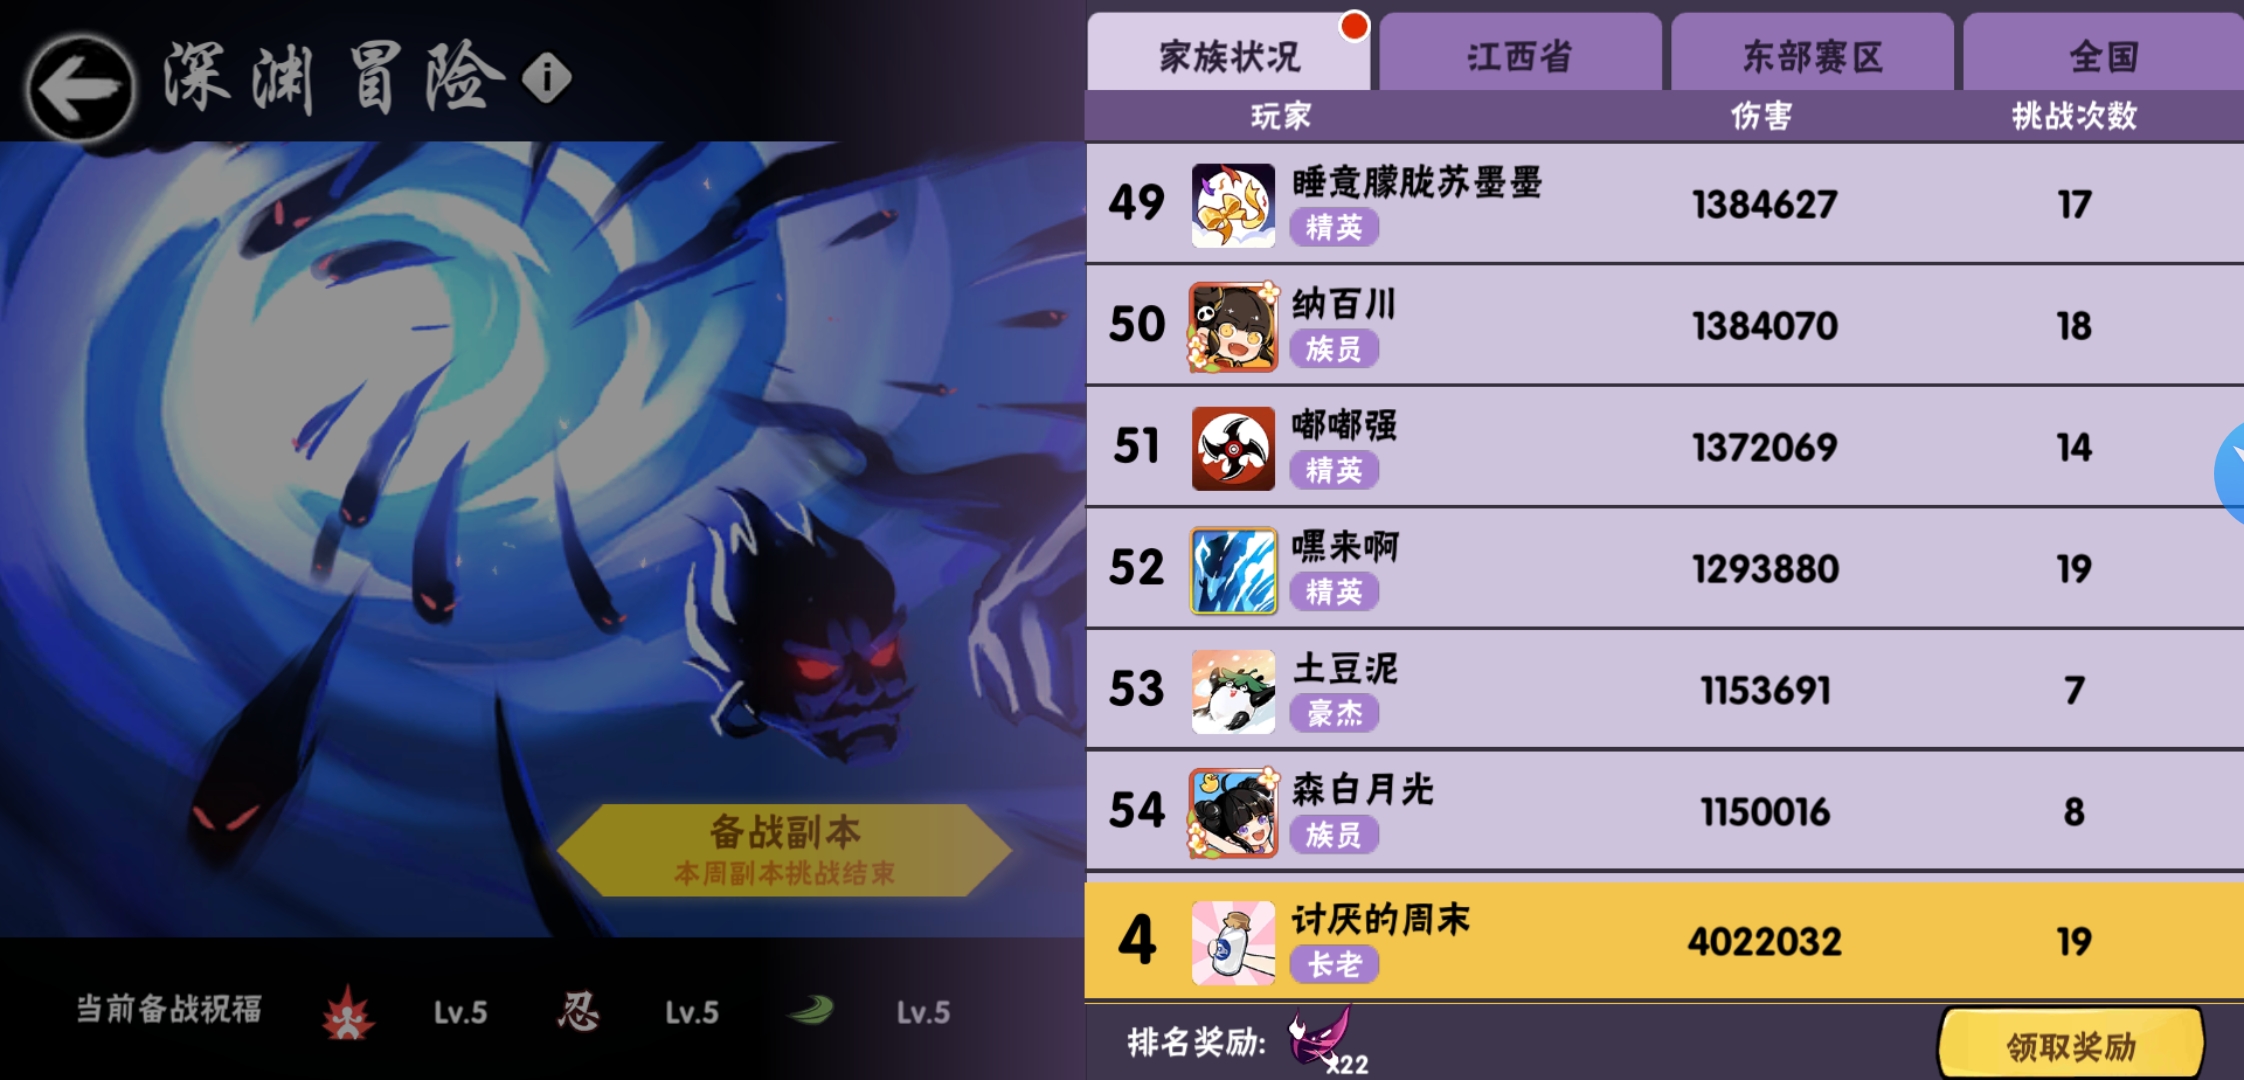 深渊冒险
家族状况
江西省
东部赛区
全国
玩家
伤害
挑战次数
49
睡意朦胧苏墨墨
精英
1384627
17
50
纳百川
族员
1384070
18
51
嘟嘟强
精英
1372069
14
52
嘿来啊
精英
1293880
19
53
土豆泥
豪杰
1153691
7
54
森白月光
族员
1150016
8
4
讨厌的周末
长老
4022032
19
备战副本
本周副本挑战结束
当前备战祝福
Lv.5
忍
Lv.5
Lv.5
排名奖励:
x22
领取奖励